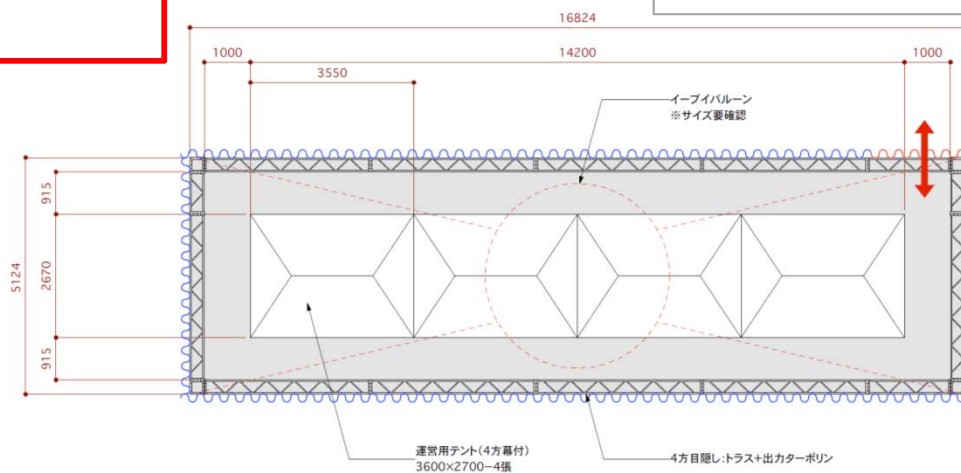 16824
1000
14200
1000
3550
イーブイバルーン
※サイズ要確認
915
5124
2670
915
運営用テント(4方幕付)
3600×2700-4張
4方目隠し:トラス+出力ターポリン